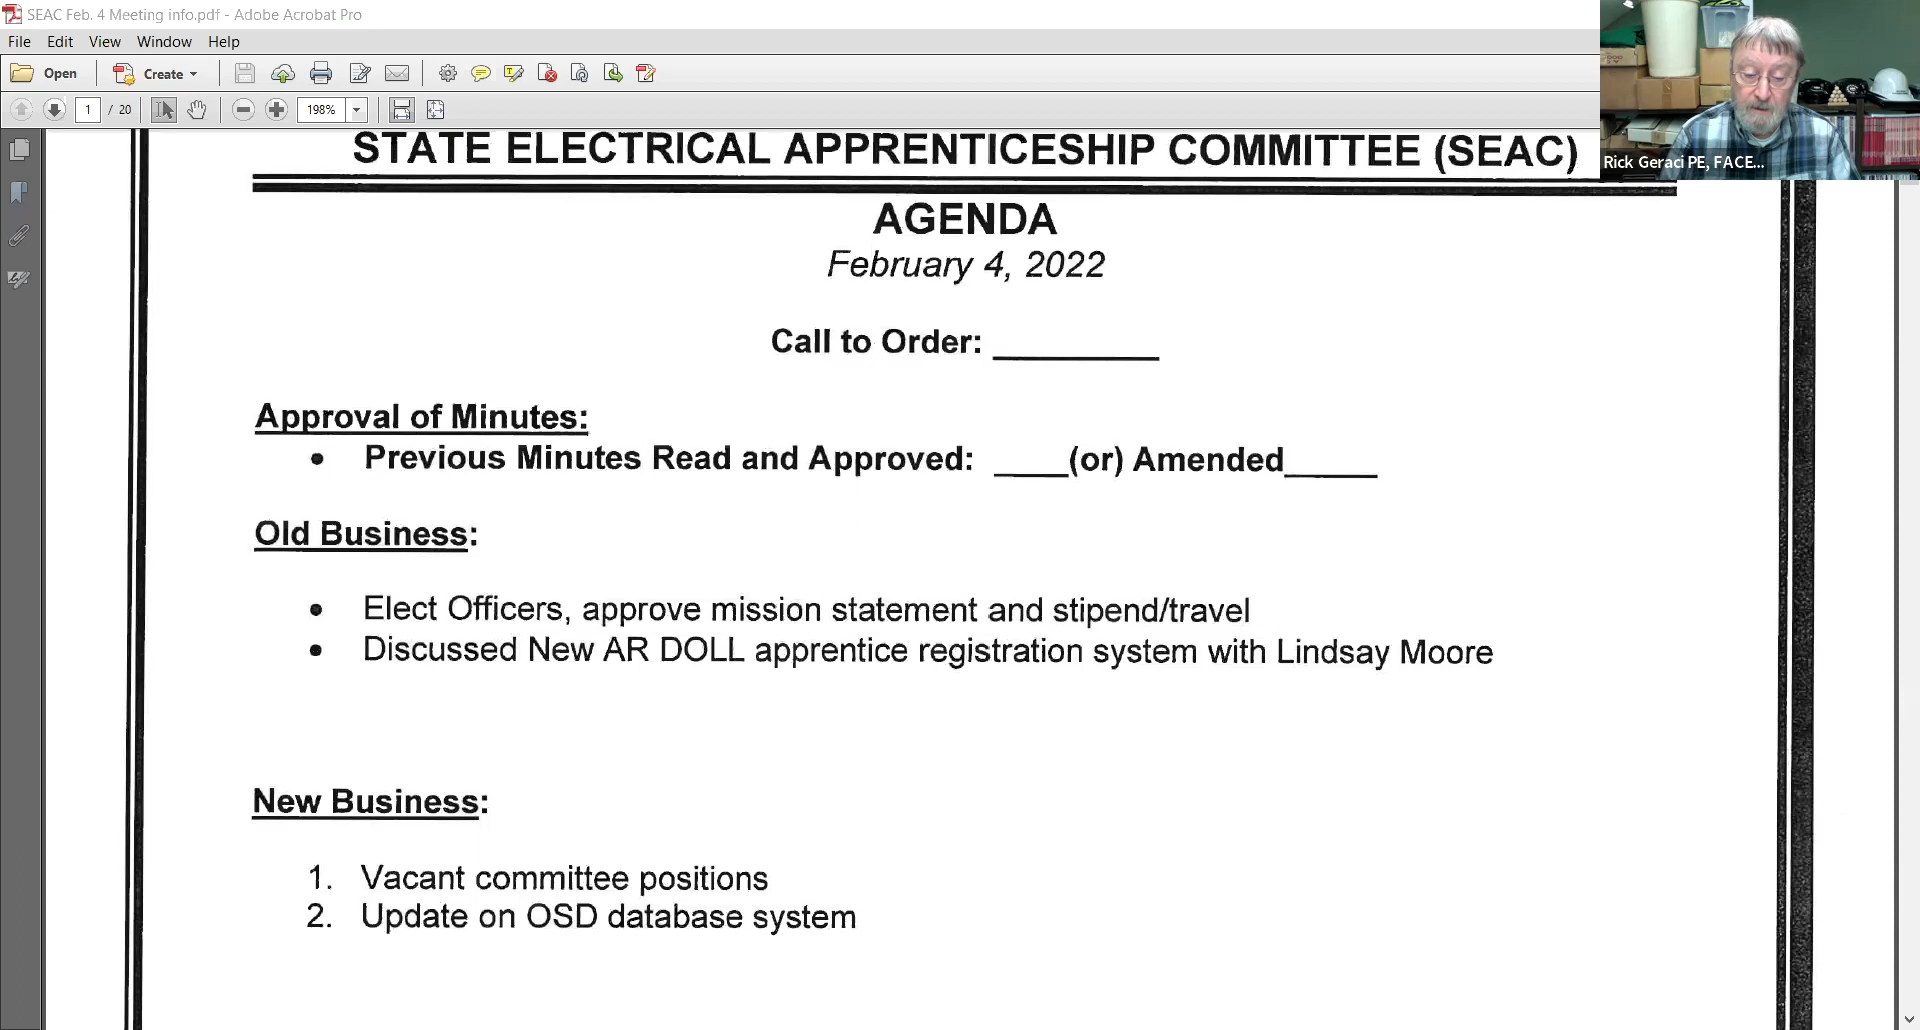 SEAC Feb. 4 Meeting info.pdf - Adobe Acrobat Pro
File Edit View Window Help
Open Create
1 / 20 198%
Rick Geraci PE, FACE...
STATE ELECTRICAL APPRENTICESHIP COMMITTEE (SEAC)
AGENDA
February 4, 2022
Call to Order: __________
Approval of Minutes:
• Previous Minutes Read and Approved: ____(or) Amended_____
Old Business:
• Elect Officers, approve mission statement and stipend/travel
• Discussed New AR DOLL apprentice registration system with Lindsay Moore
New Business:
1. Vacant committee positions
2. Update on OSD database system